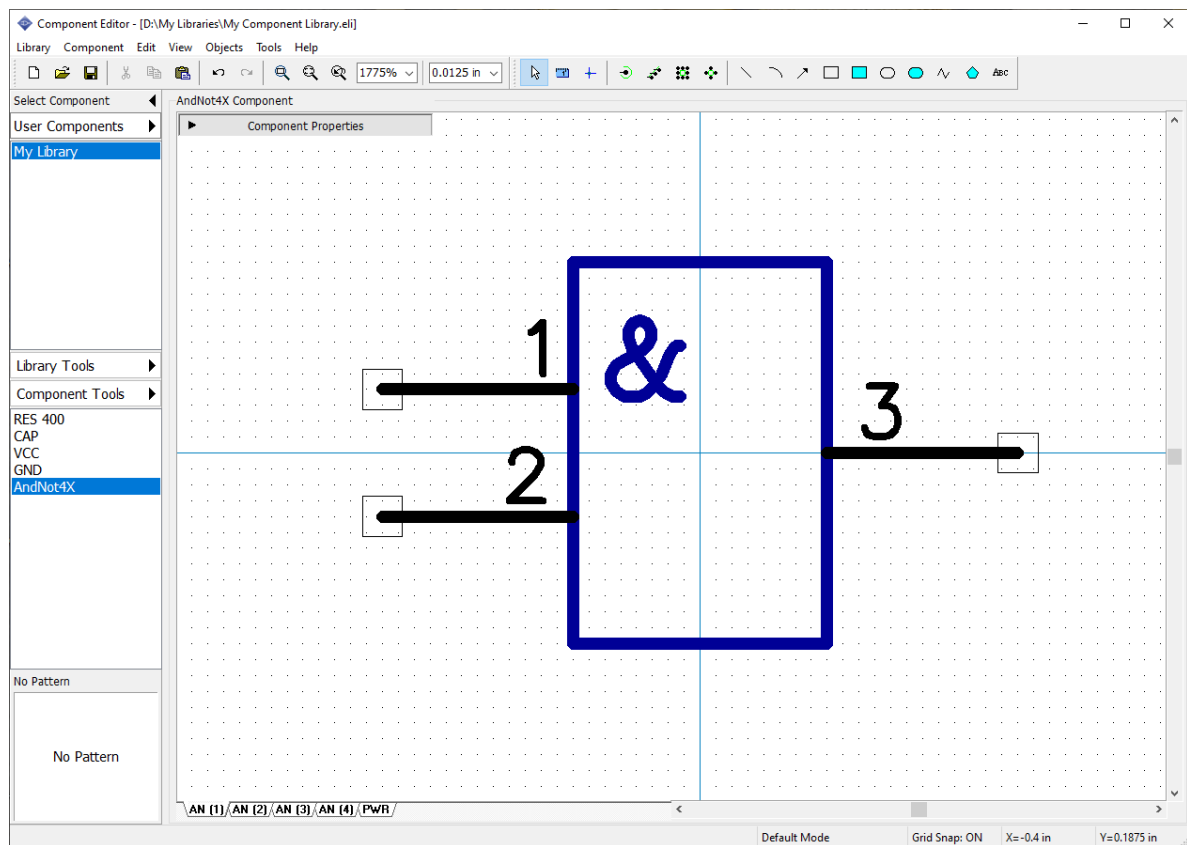 Component Editor - [D:\My Libraries\My Component Library.eli]
Library Component Edit View Objects Tools Help
1775% 0.0125 in ABC
Select Component
AndNot4X Component
User Components
Component Properties
My Library
&
1
2
3
Library Tools
Component Tools
RES 400
CAP
VCC
GND
AndNot4X
No Pattern
No Pattern
AN (1) AN (2) AN (3) AN (4) PWR
Default Mode Grid Snap: ON X=-0.4 in Y=0.1875 in